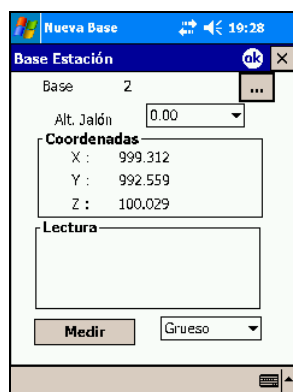 Nueva Base 19:28
Base Estación ok
Base 2 ...
Alt. Jalón 0.00
Coordenadas
X : 999.312
Y : 992.559
Z : 100.029
Lectura
Medir Grueso